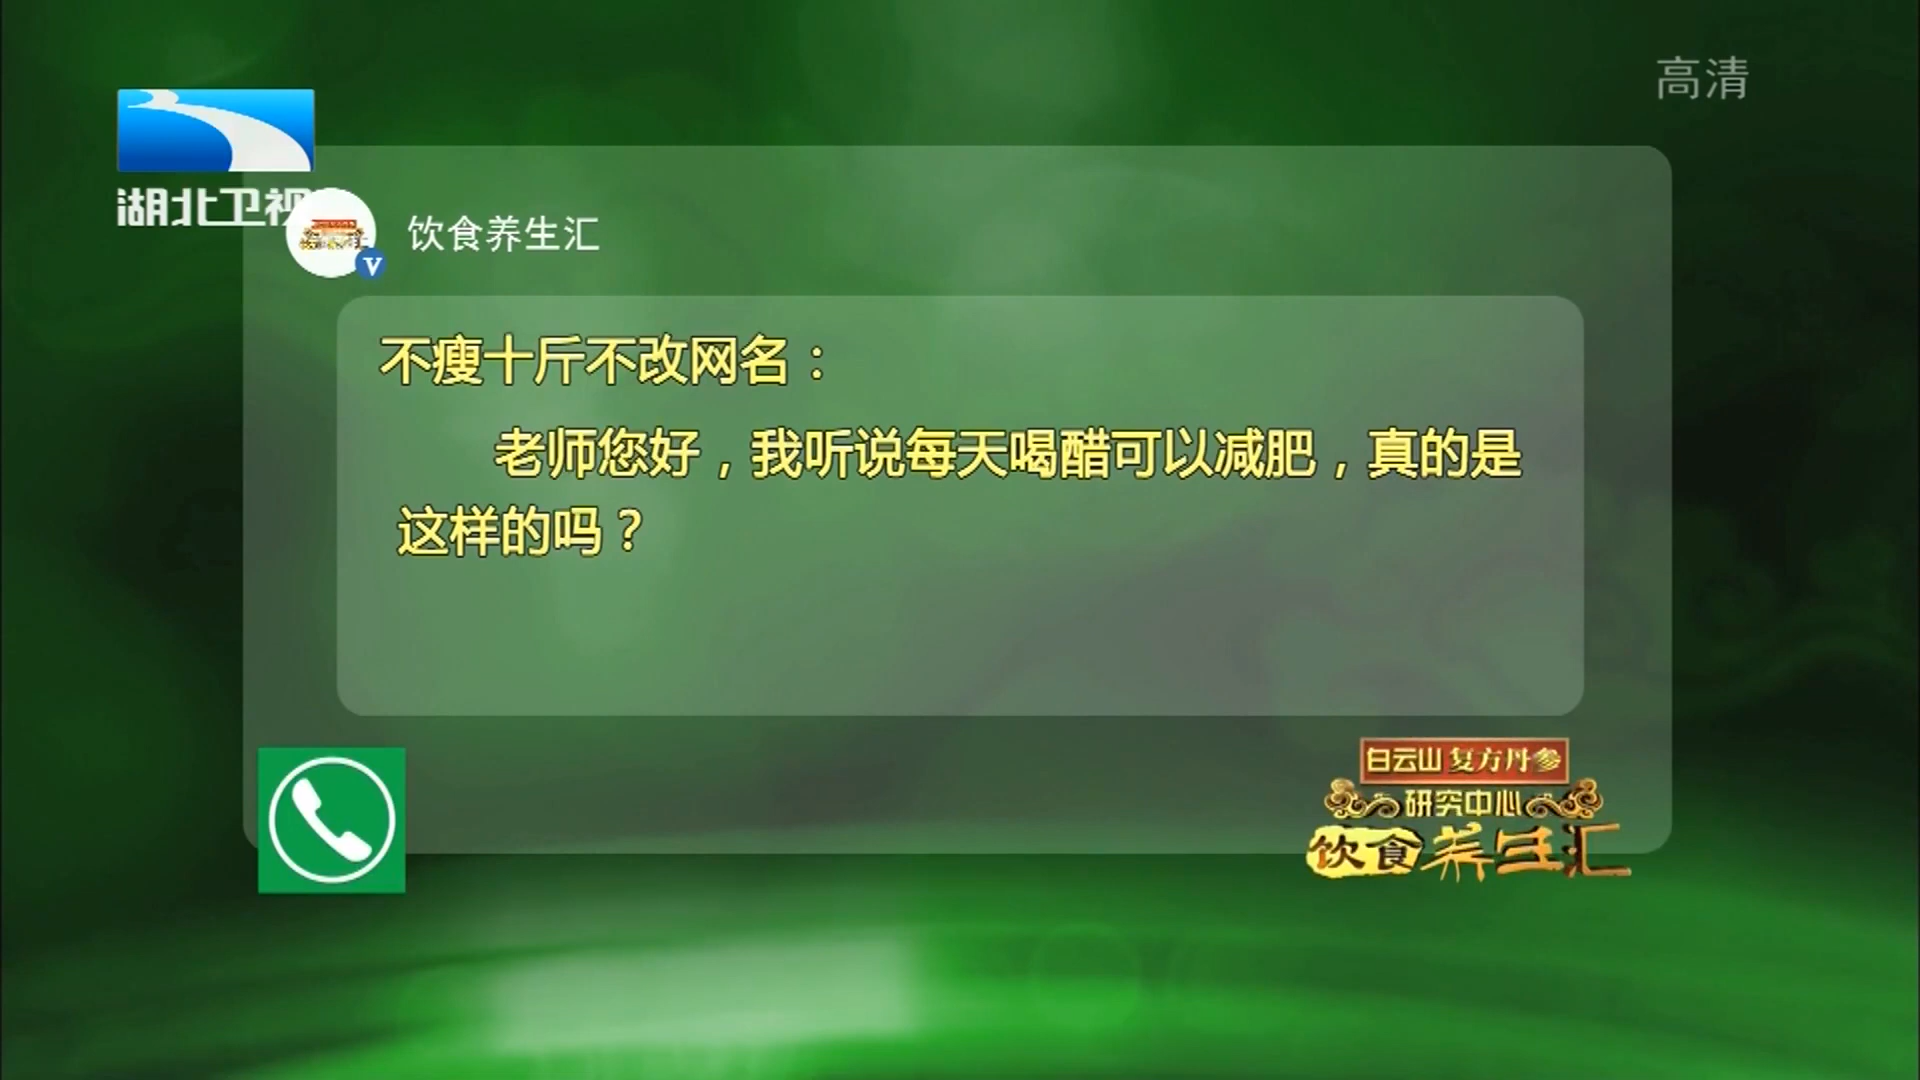 高清
湖北卫视
饮食养生汇
不瘦十斤不改网名：
老师您好，我听说每天喝醋可以减肥，真的是
这样的吗？
白云山复方丹参
研究中心
饮食养生汇